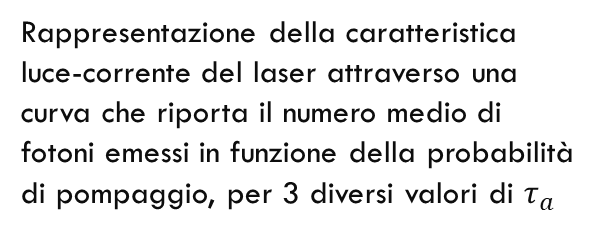 Rappresentazione della caratteristica
luce-corrente del laser attraverso una
curva che riporta il numero medio di
fotoni emessi in funzione della probabilità
di pompaggio, per 3 diversi valori di τₐ